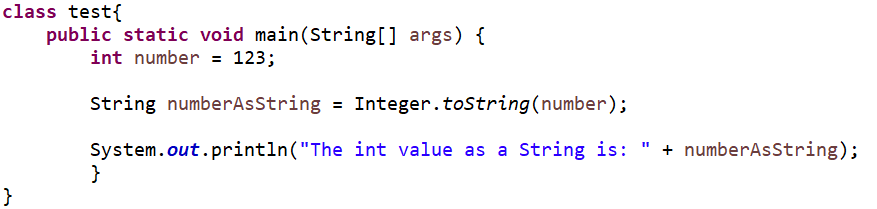 class test{
    public static void main(String[] args) {
        int number = 123;

        String numberAsString = Integer.toString(number);

        System.out.println("The int value as a String is: " + numberAsString);
        }
}